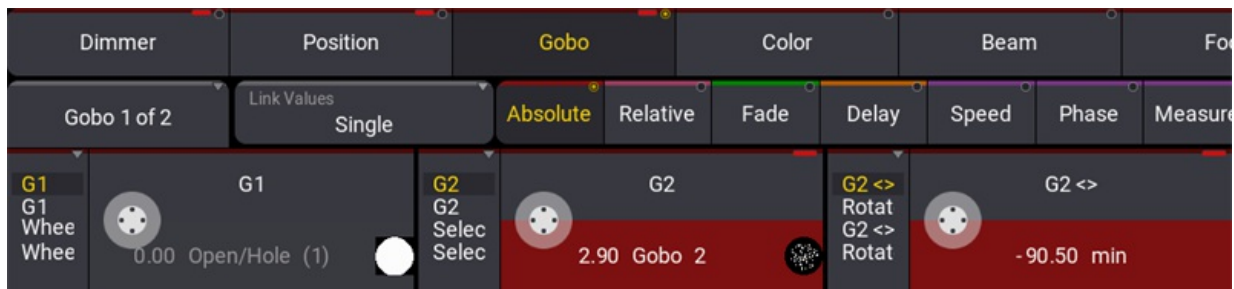 Dimmer
Position
Gobo
Color
Beam
Foc
Gobo 1 of 2
Link Values
Single
Absolute
Relative
Fade
Delay
Speed
Phase
Measure
G1
G1
Whee
Whee
G1
0.00 Open/Hole (1)
G2
G2
Selec
Selec
G2
2.90 Gobo 2
G2 <>
Rotat
G2 <>
Rotat
G2 <>
-90.50 min